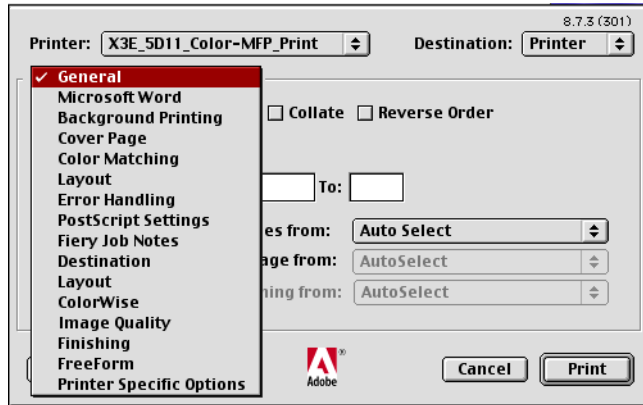 8.7.3 (301)
Printer: X3E_5D11_Color-MFP_Print Destination: Printer
✓ General
Microsoft Word
Background Printing
Collate Reverse Order
Cover Page
Color Matching
Layout
To:
Error Handling
PostScript Settings
es from: Auto Select
Fiery Job Notes
Destination
age from: AutoSelect
Layout
ning from: AutoSelect
ColorWise
Image Quality
Finishing
FreeForm
Printer Specific Options
Adobe
®
Cancel Print